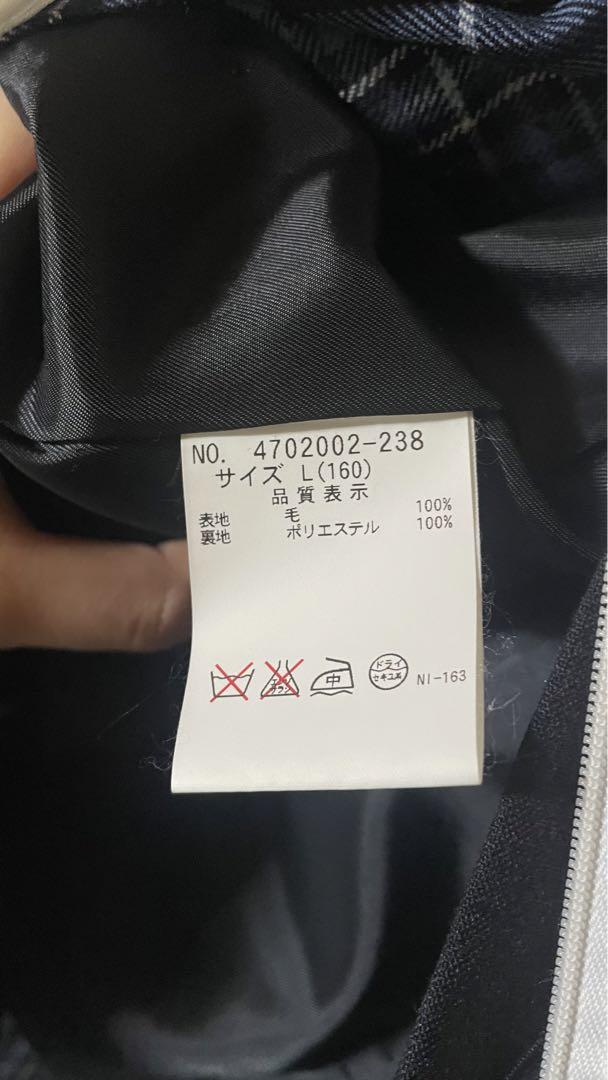 NO. 4702002-238
サイズ L(160)
品質表示
表地 毛 100%
裏地 ポリエステル 100%
中 ドライ
セキユ系 NI-163